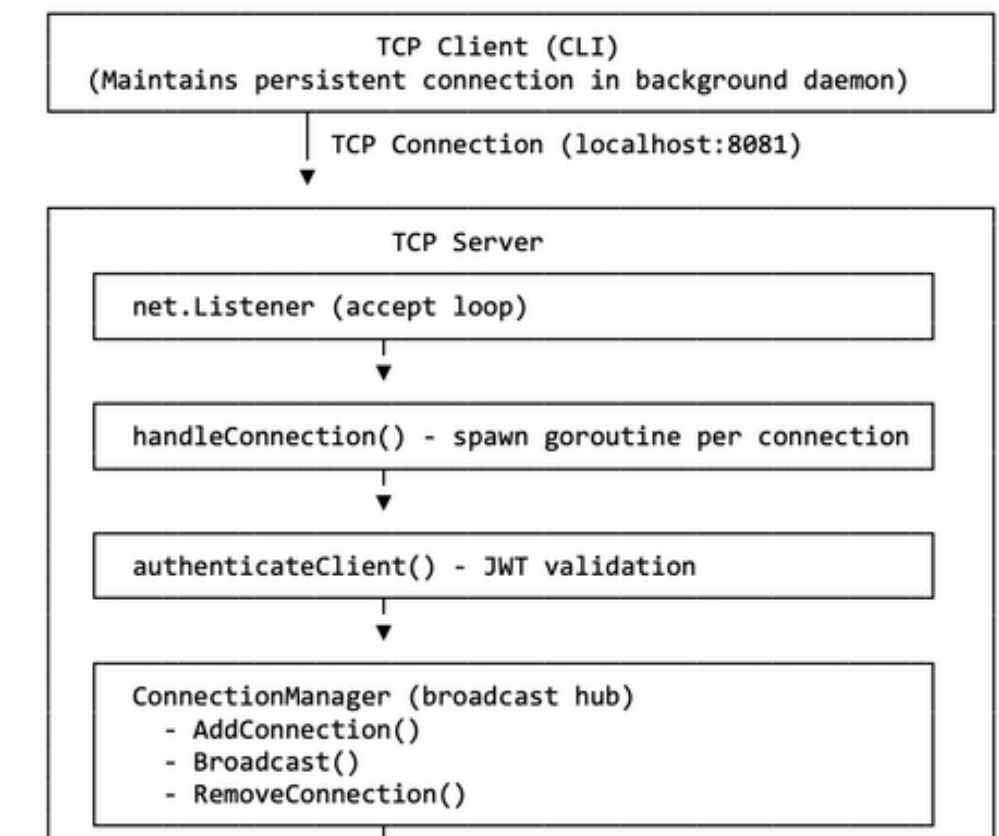 TCP Client (CLI)
(Maintains persistent connection in background daemon)
TCP Connection (localhost:8081)
TCP Server
net.Listener (accept loop)
handleConnection() - spawn goroutine per connection
authenticateClient() - JWT validation
ConnectionManager (broadcast hub)
- AddConnection()
- Broadcast()
- RemoveConnection()